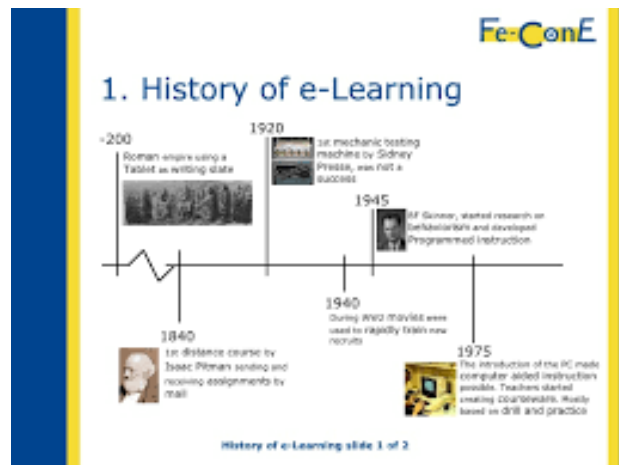 Fe-ConE
1. History of e-Learning
-200
Roman empire using a
Tablet as writing slate
1920
1st mechanic testing
machine by Sidney
Presse, was not a
success
1945
BF Skinner, started research on
behaviorism and developed
Programmed instruction
1840
1st distance course by
Isaac Pitman sending and
receiving assignments by
mail
1940
During WW2 movies were
used to rapidly train new
recruits
1975
The introduction of the PC made
computer aided instruction
possible. Teachers started
creating courseware. Mostly
based on drill and practice
History of e-Learning slide 1 of 2